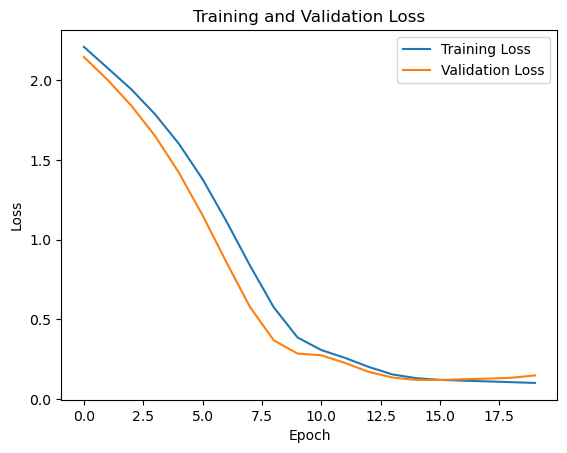 Training and Validation Loss
Training Loss
Validation Loss
2.0
1.5
1.0
0.5
0.0
Loss
0.0 2.5 5.0 7.5 10.0 12.5 15.0 17.5
Epoch